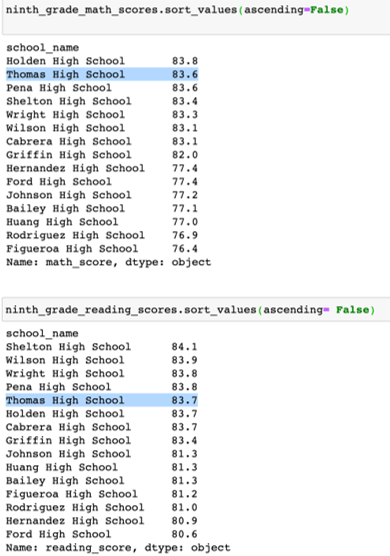 ninth_grade_math_scores.sort_values(ascending=False)
school_name
Holden High School 83.8
Thomas High School 83.6
Pena High School 83.6
Shelton High School 83.4
Wright High School 83.3
Wilson High School 83.1
Cabrera High School 83.1
Griffin High School 82.0
Hernandez High School 77.4
Ford High School 77.4
Johnson High School 77.2
Bailey High School 77.1
Huang High School 77.0
Rodriguez High School 76.9
Figueroa High School 76.4
Name: math_score, dtype: object
ninth_grade_reading_scores.sort_values(ascending= False)
school_name
Shelton High School 84.1
Wilson High School 83.9
Wright High School 83.8
Pena High School 83.8
Thomas High School 83.7
Holden High School 83.7
Cabrera High School 83.7
Griffin High School 83.4
Johnson High School 81.3
Huang High School 81.3
Bailey High School 81.3
Figueroa High School 81.2
Rodriguez High School 81.0
Hernandez High School 80.9
Ford High School 80.6
Name: reading_score, dtype: object